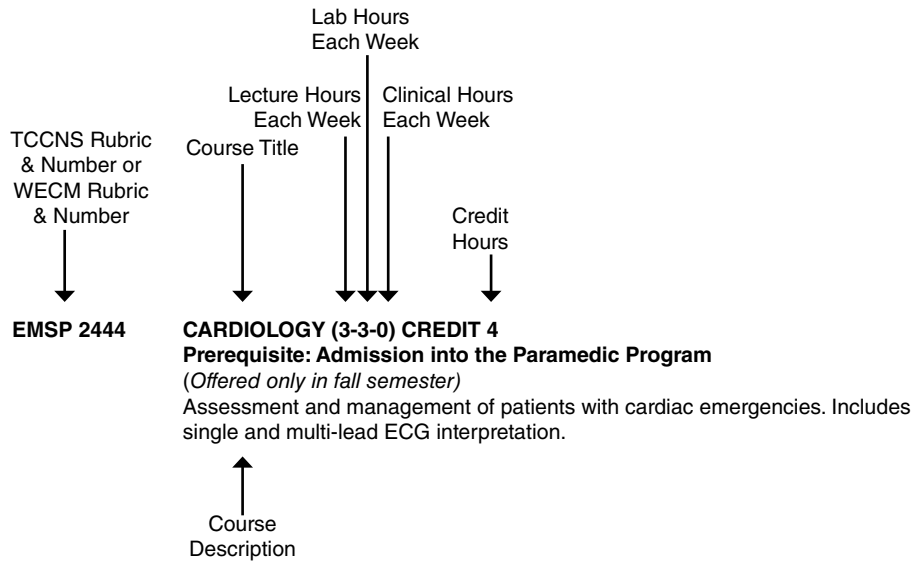 Lab Hours
Each Week
Lecture Hours
Each Week
Clinical Hours
Each Week
TCCNS Rubric
& Number or
WECM Rubric
& Number
Course Title
Credit
Hours
EMSP 2444 CARDIOLOGY (3-3-0) CREDIT 4
Prerequisite: Admission into the Paramedic Program
(Offered only in fall semester)
Assessment and management of patients with cardiac emergencies. Includes
single and multi-lead ECG interpretation.
Course
Description